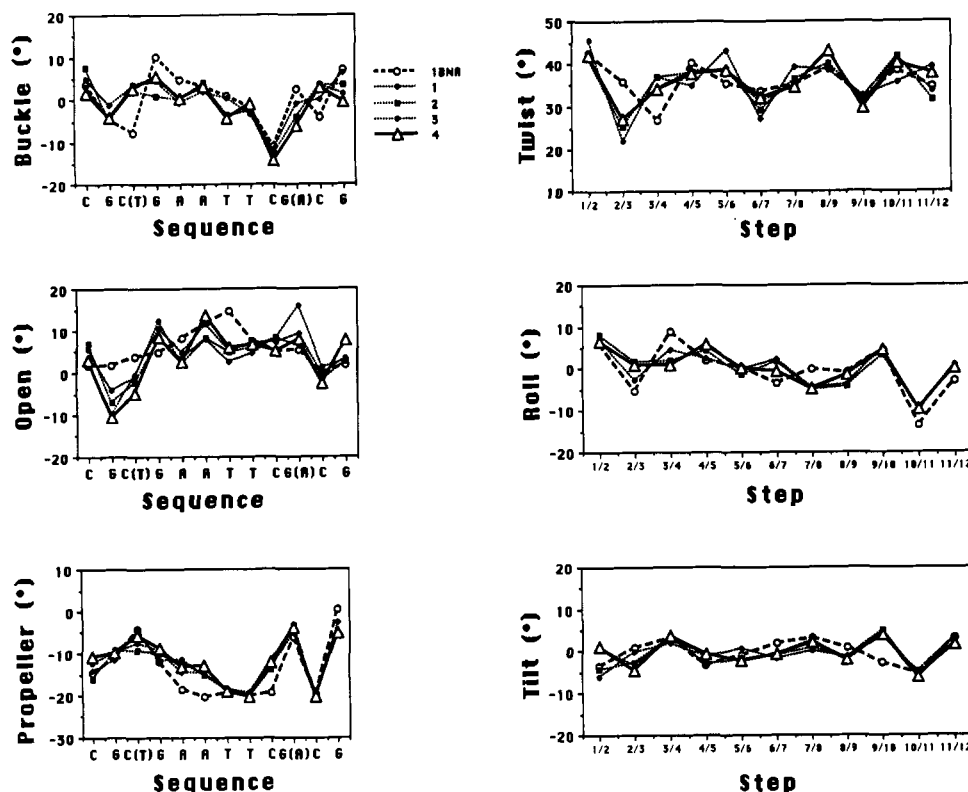 Buckle (°)
20
10
0
-10
-20
C G C(T) G A A T T C G(A) C G
Sequence
1BNA
1
2
3
4
Twist (°)
50
40
30
20
10
1/2 2/3 3/4 4/5 5/6 6/7 7/8 8/9 9/10 10/11 11/12
Step
Open (°)
20
10
0
-10
-20
C G C(T) G A A T T C G(A) C G
Sequence
Roll (°)
20
10
0
-10
-20
1/2 2/3 3/4 4/5 5/6 6/7 7/8 8/9 9/10 10/11 11/12
Step
Propeller (°)
10
0
-10
-20
-30
C G C(T) G A A T T C G(A) C G
Sequence
Tilt (°)
20
10
0
-10
-20
1/2 2/3 3/4 4/5 5/6 6/7 7/8 8/9 9/10 10/11 11/12
Step